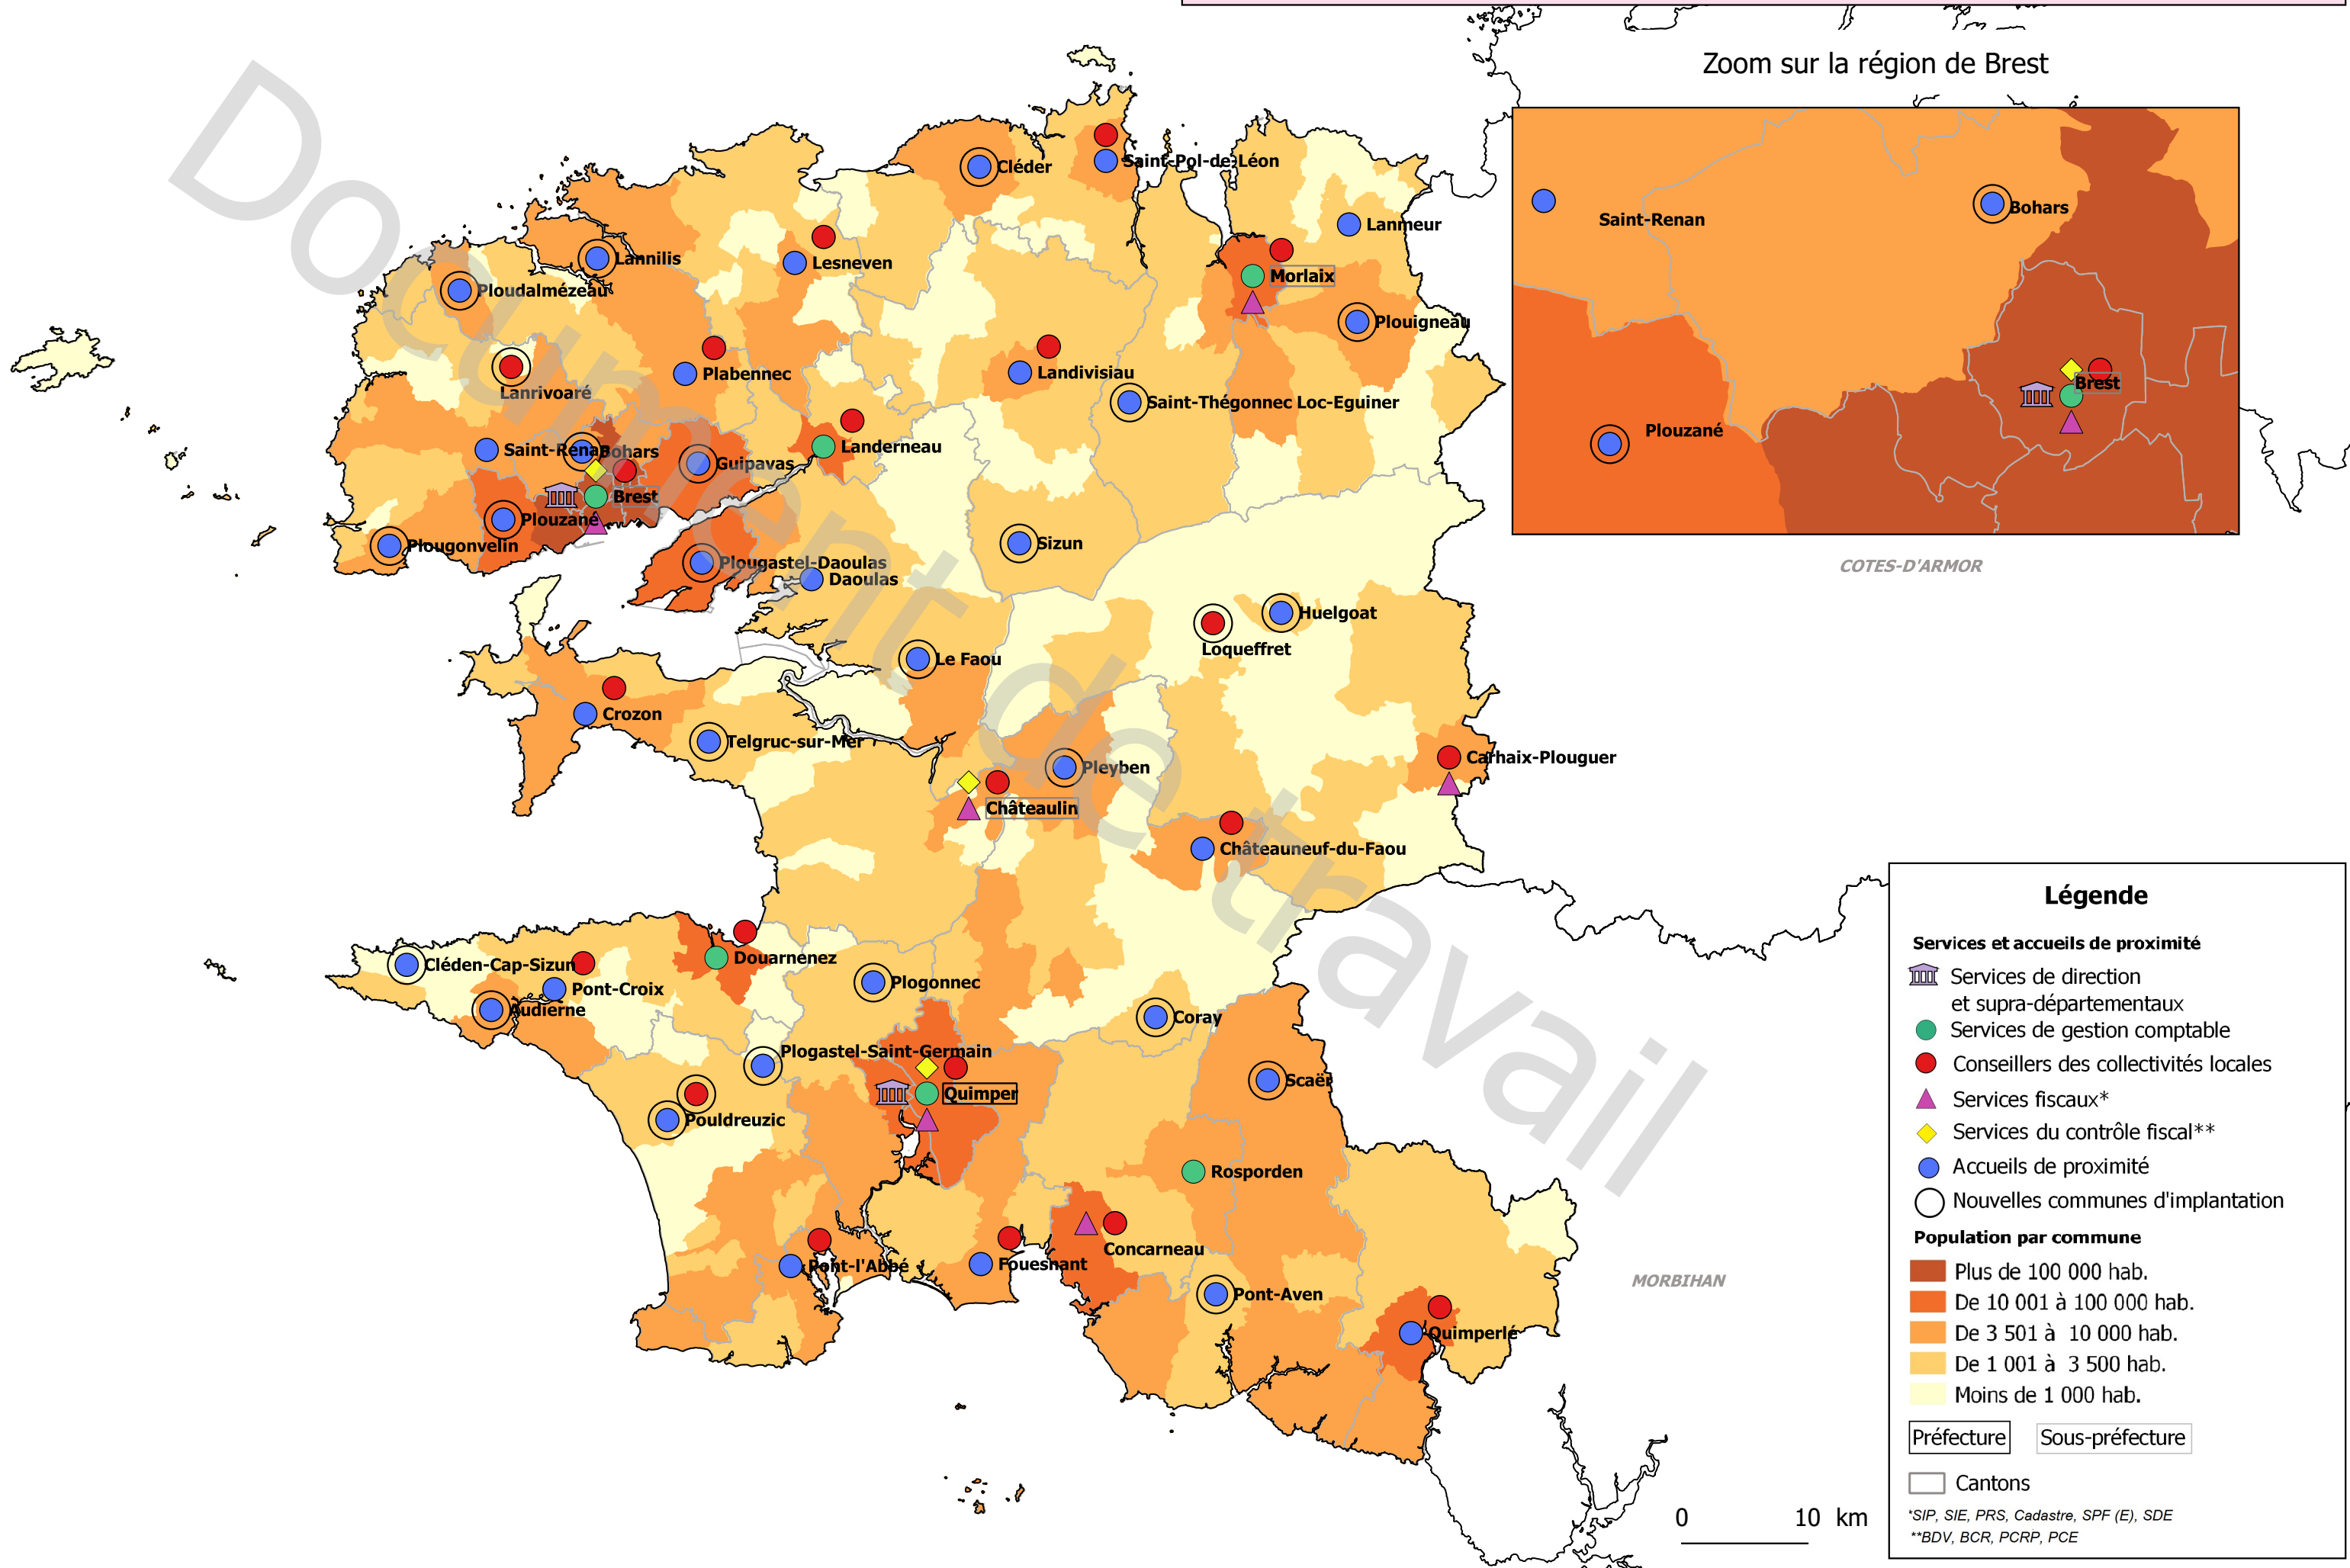 Zoom sur la région de Brest
Saint-Renan
Bohars
Brest
Plouzané
COTES-D'ARMOR
Document de travail
Cléder
Saint-Pol-de-Léon
Lanmeur
Lannilis
Lesneven
Morlaix
Ploudalmézeau
Plouigneau
Plabennec
Landivisiau
Lanrivoaré
Saint-Thégonnec Loc-Eguiner
Landerneau
Saint-Renan
Bohars
Guipavas
Brest
Plouzané
Plougonvelin
Sizun
Plougastel-Daoulas
Daoulas
Huelgoat
Loqueffret
Le Faou
Crozon
Telgruc-sur-Mer
Carhaix-Plouguer
Pleyben
Châteaulin
Châteauneuf-du-Faou
Douarnenez
Cléden-Cap-Sizun
Plogonnec
Pont-Croix
Audierne
Coray
Plogastel-Saint-Germain
Scaër
Quimper
Pouldreuzic
Rosporden
Concarneau
Pont-l'Abbé
Fouesnant
Pont-Aven
MORBIHAN
Quimperlé
0 10 km
Légende
Services et accueils de proximité
Services de direction
et supra-départementaux
Services de gestion comptable
Conseillers des collectivités locales
Services fiscaux*
Services du contrôle fiscal**
Accueils de proximité
Nouvelles communes d'implantation
Population par commune
Plus de 100 000 hab.
De 10 001 à 100 000 hab.
De 3 501 à 10 000 hab.
De 1 001 à 3 500 hab.
Moins de 1 000 hab.
Préfecture Sous-préfecture
Cantons
*SIP, SIE, PRS, Cadastre, SPF (E), SDE
**BDV, BCR, PCRP, PCE